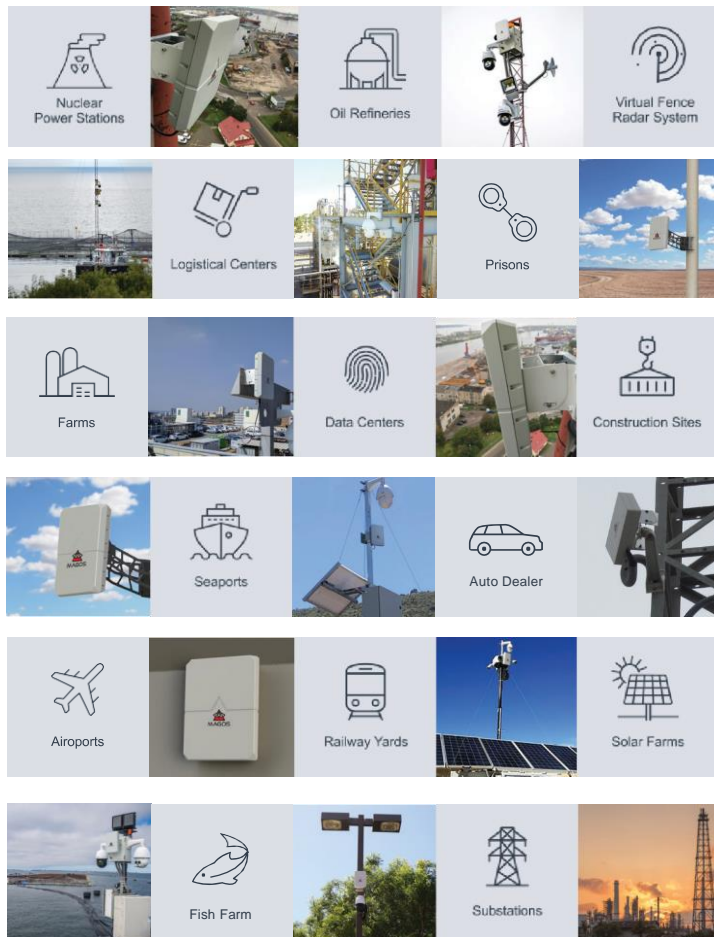 Nuclear
Power Stations
Oil Refineries
Virtual Fence
Radar System
Logistical Centers
Prisons
Farms
Data Centers
Construction Sites
MAGOS
Seaports
Auto Dealer
Airoports
MAGOS
Railway Yards
Solar Farms
Fish Farm
Substations